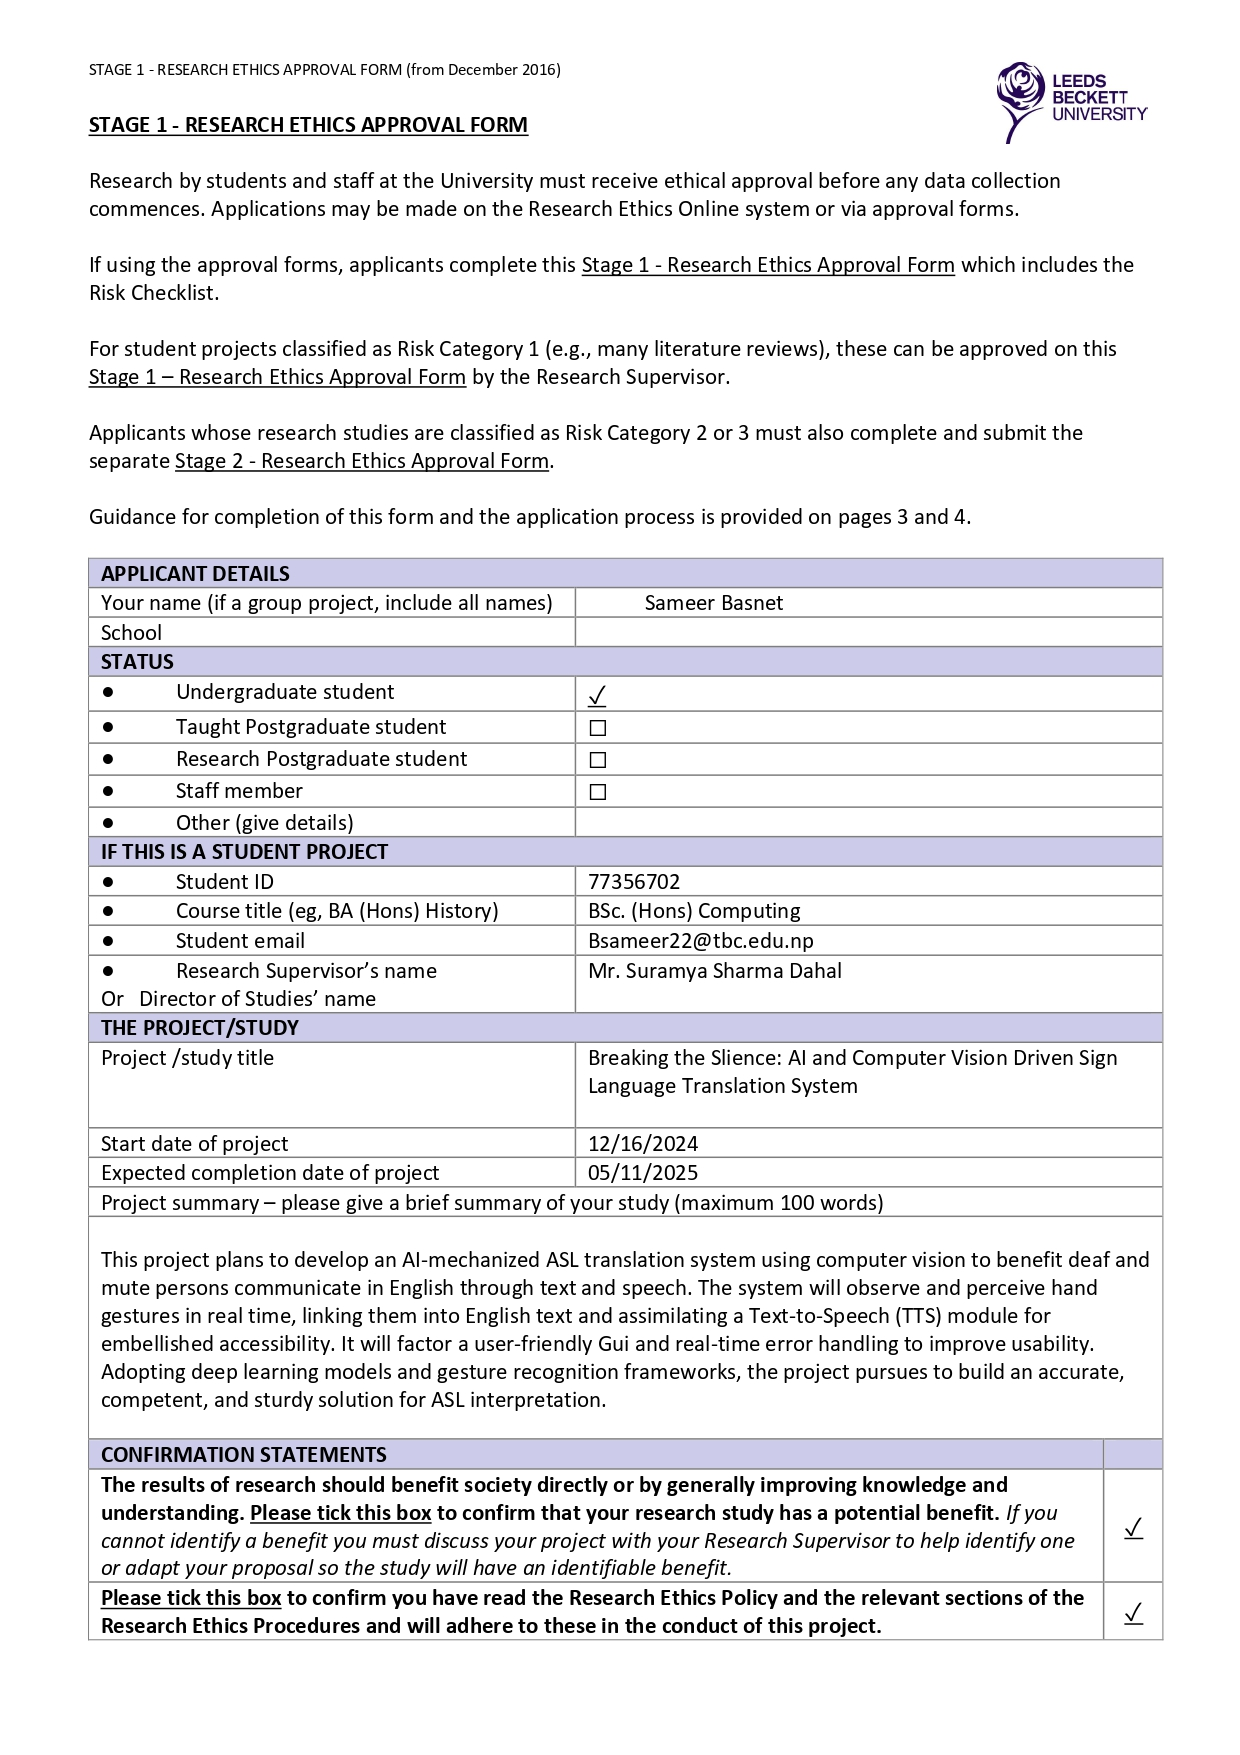 STAGE 1 - RESEARCH ETHICS APPROVAL FORM (from December 2016)
LEEDS
BECKETT
UNIVERSITY
STAGE 1 - RESEARCH ETHICS APPROVAL FORM
Research by students and staff at the University must receive ethical approval before any data collection
commences. Applications may be made on the Research Ethics Online system or via approval forms.
If using the approval forms, applicants complete this Stage 1 - Research Ethics Approval Form which includes the
Risk Checklist.
For student projects classified as Risk Category 1 (e.g., many literature reviews), these can be approved on this
Stage 1 – Research Ethics Approval Form by the Research Supervisor.
Applicants whose research studies are classified as Risk Category 2 or 3 must also complete and submit the
separate Stage 2 - Research Ethics Approval Form.
Guidance for completion of this form and the application process is provided on pages 3 and 4.
APPLICANT DETAILS
Your name (if a group project, include all names) Sameer Basnet
School
STATUS
● Undergraduate student ✓
● Taught Postgraduate student ☐
● Research Postgraduate student ☐
● Staff member ☐
● Other (give details)
IF THIS IS A STUDENT PROJECT
● Student ID 77356702
● Course title (eg, BA (Hons) History) BSc. (Hons) Computing
● Student email Bsameer22@tbc.edu.np
● Research Supervisor’s name Mr. Suramya Sharma Dahal
Or Director of Studies’ name
THE PROJECT/STUDY
Project /study title Breaking the Slience: AI and Computer Vision Driven Sign
Language Translation System
Start date of project 12/16/2024
Expected completion date of project 05/11/2025
Project summary – please give a brief summary of your study (maximum 100 words)
This project plans to develop an AI-mechanized ASL translation system using computer vision to benefit deaf and
mute persons communicate in English through text and speech. The system will observe and perceive hand
gestures in real time, linking them into English text and assimilating a Text-to-Speech (TTS) module for
embellished accessibility. It will factor a user-friendly Gui and real-time error handling to improve usability.
Adopting deep learning models and gesture recognition frameworks, the project pursues to build an accurate,
competent, and sturdy solution for ASL interpretation.
CONFIRMATION STATEMENTS
The results of research should benefit society directly or by generally improving knowledge and
understanding. Please tick this box to confirm that your research study has a potential benefit. If you
cannot identify a benefit you must discuss your project with your Research Supervisor to help identify one ✓
or adapt your proposal so the study will have an identifiable benefit.
Please tick this box to confirm you have read the Research Ethics Policy and the relevant sections of the
Research Ethics Procedures and will adhere to these in the conduct of this project. ✓